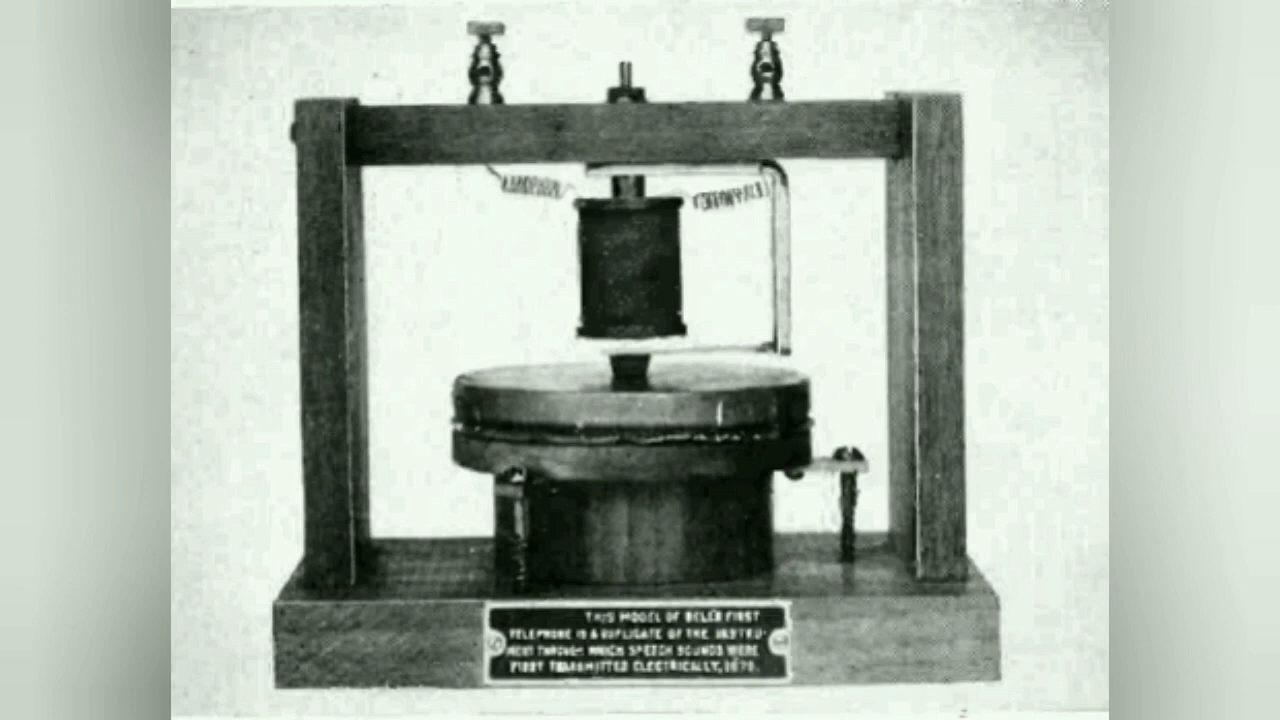 THIS MODEL OF BELL'S FIRST
TELEPHONE IS A DUPLICATE OF THE INSTRU-
MENT THROUGH WHICH SPEECH SOUNDS WERE
FIRST TRANSMITTED ELECTRICALLY,